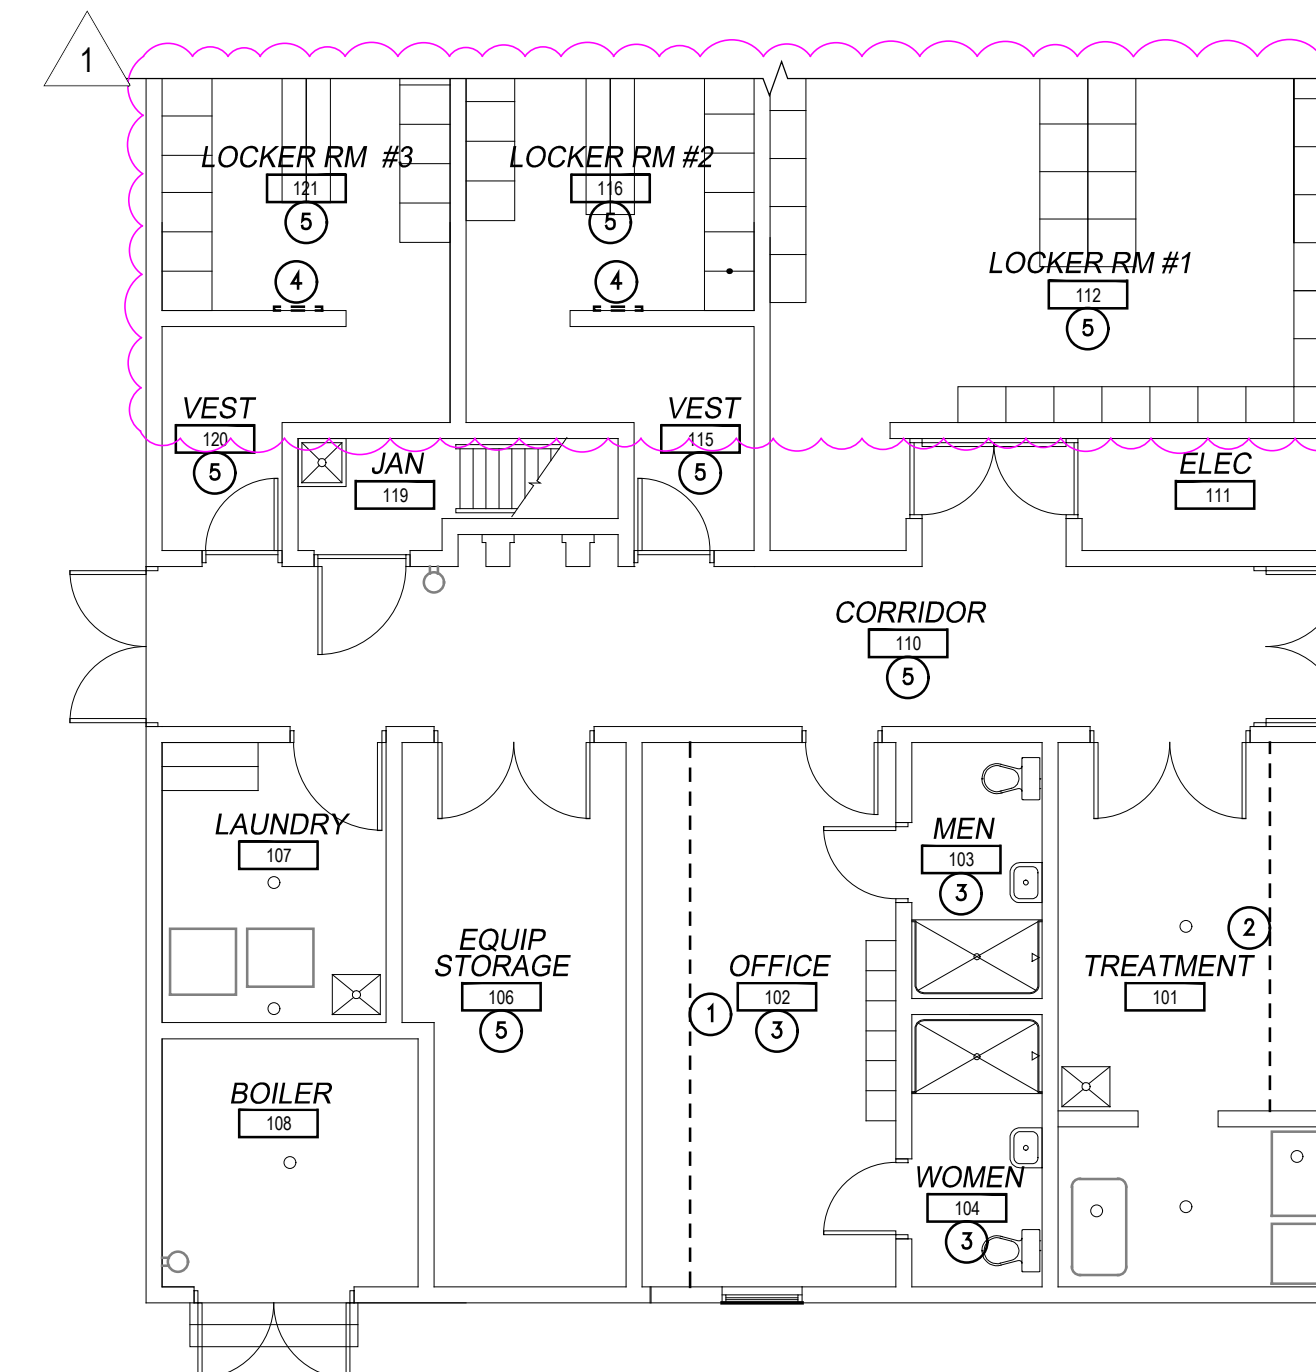 1
LOCKER RM #3
121
5
4
LOCKER RM #2
116
5
4
LOCKER RM #1
112
5
VEST
120
5
JAN
119
VEST
115
5
ELEC
111
CORRIDOR
110
5
LAUNDRY
107
EQUIP
STORAGE
106
5
OFFICE
102
3
1
MEN
103
3
TREATMENT
101
2
BOILER
108
WOMEN
104
3